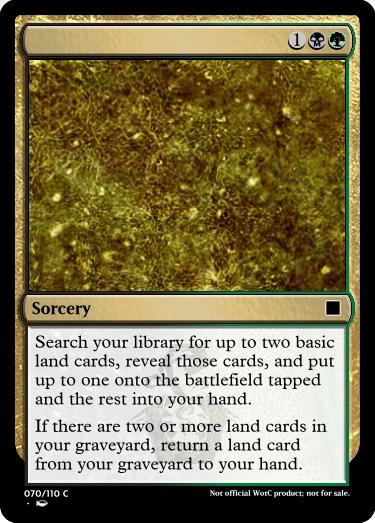 1
Sorcery
Search your library for up to two basic
land cards, reveal those cards, and put
up to one onto the battlefield tapped
and the rest into your hand.
If there are two or more land cards in
your graveyard, return a land card
from your graveyard to your hand.
070/110 C
Not official WotC product; not for sale.